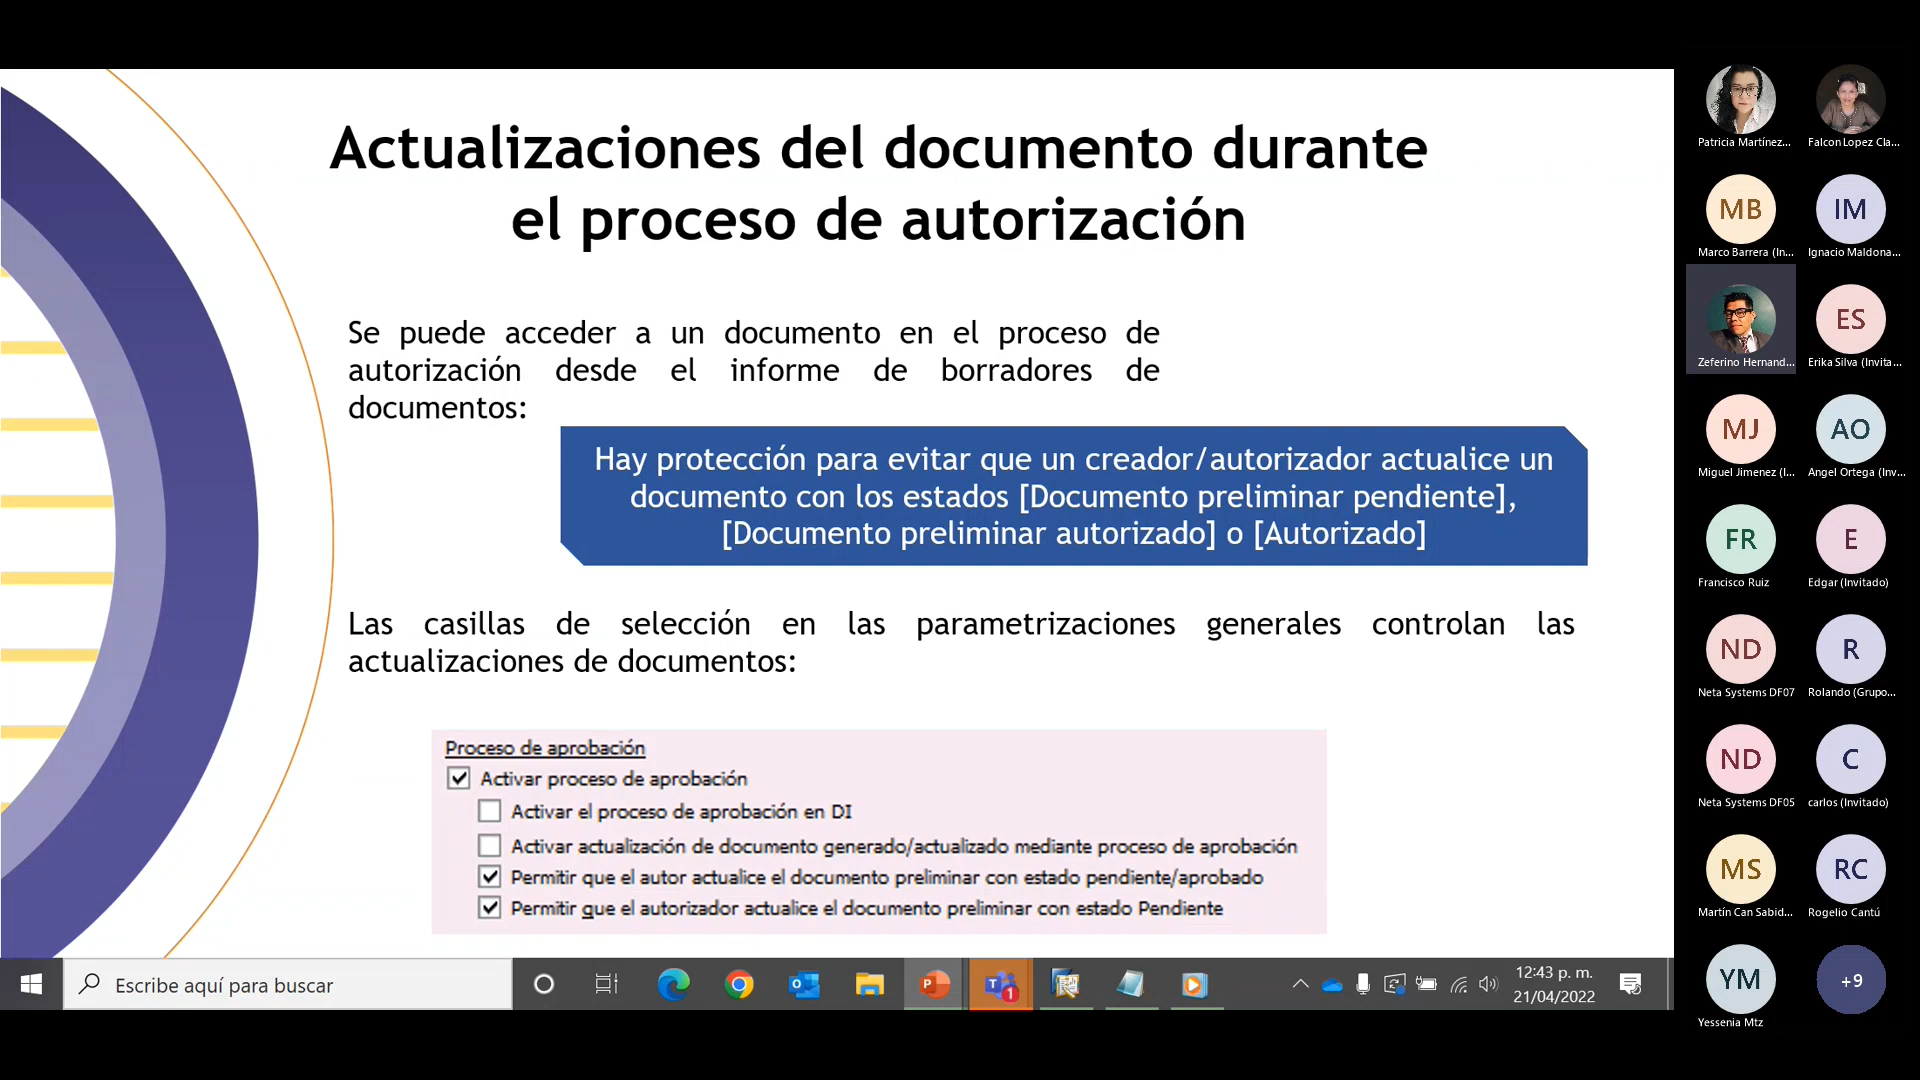 Actualizaciones del documento durante
el proceso de autorización
Se puede acceder a un documento en el proceso de
autorización desde el informe de borradores de
documentos:
Hay protección para evitar que un creador/autorizador actualice un
documento con los estados [Documento preliminar pendiente],
[Documento preliminar autorizado] o [Autorizado]
Las casillas de selección en las parametrizaciones generales controlan las
actualizaciones de documentos:
Proceso de aprobación
Activar proceso de aprobación
Activar el proceso de aprobación en DI
Activar actualización de documento generado/actualizado mediante proceso de aprobación
Permitir que el autor actualice el documento preliminar con estado pendiente/aprobado
Permitir que el autorizador actualice el documento preliminar con estado Pendiente
Escribe aquí para buscar
1
12:43 p. m.
21/04/2022
Patricia Martínez...
Falcon Lopez Cla...
MB
IM
Marco Barrera (In...
Ignacio Maldona...
ES
Zeferino Hernand...
Erika Silva (Invita...
MJ
AO
Miguel Jimenez (I...
Angel Ortega (Inv...
FR
E
Francisco Ruiz
Edgar (Invitado)
ND
R
Neta Systems DF07
Rolando (Grupo...
ND
C
Neta Systems DF05
carlos (Invitado)
MS
RC
Martín Can Sabid...
Rogelio Cantú
YM
+9
Yessenia Mtz